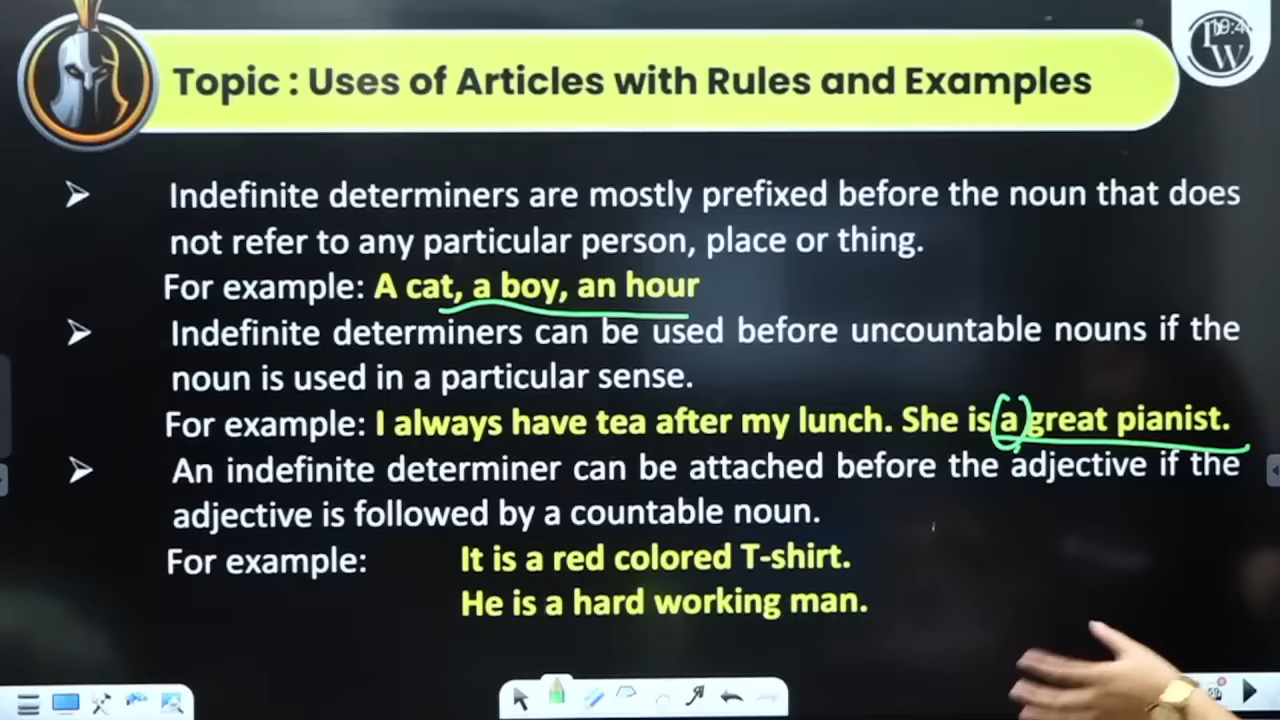 Topic : Uses of Articles with Rules and Examples
PW
Indefinite determiners are mostly prefixed before the noun that does
not refer to any particular person, place or thing.
For example: A cat, a boy, an hour
Indefinite determiners can be used before uncountable nouns if the
noun is used in a particular sense.
For example: I always have tea after my lunch. She is a great pianist.
An indefinite determiner can be attached before the adjective if the
adjective is followed by a countable noun.
For example: It is a red colored T-shirt.
He is a hard working man.